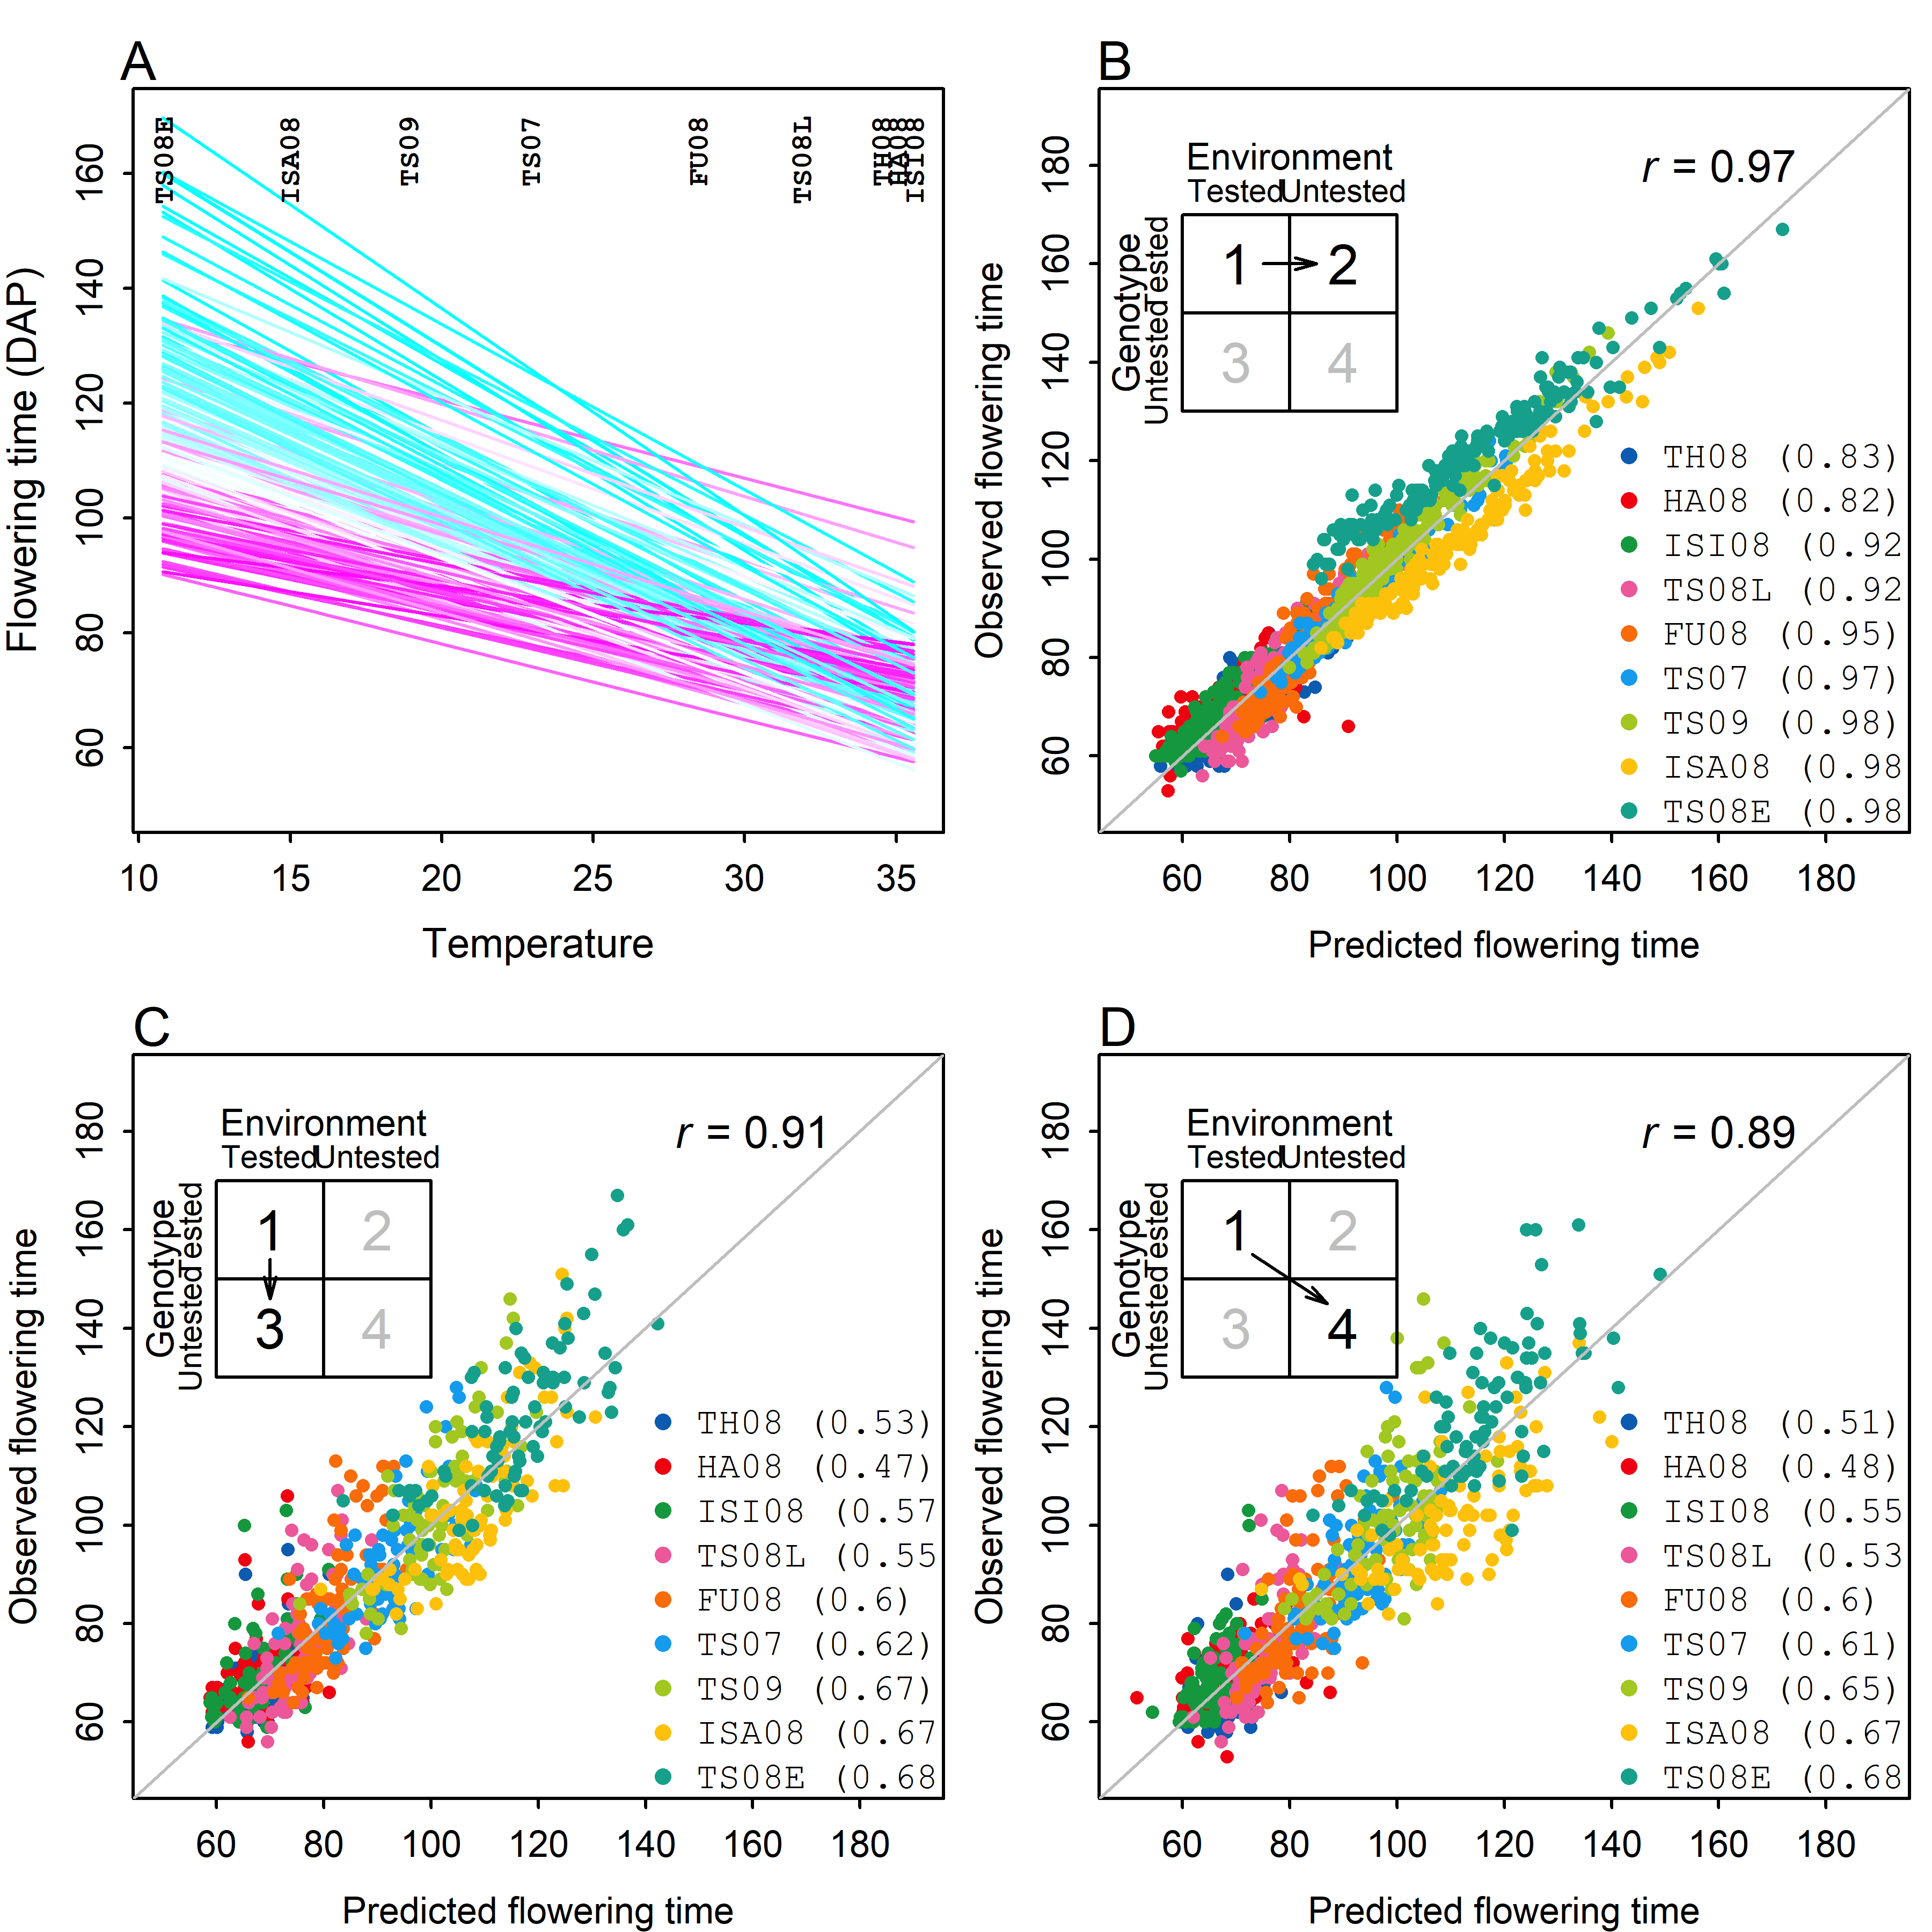 A
TS08E
ISA08
TS09
TS07
FU08
TS08L
TH08
HA08
ISI08
Flowering time (DAP)
160
140
120
100
80
60
10 15 20 25 30 35
Temperature
B
Environment
Tested Untested
Genotype
Untested Tested
1 2
3 4
r = 0.97
Observed flowering time
180
160
140
120
100
80
60
TH08 (0.83)
HA08 (0.82)
ISI08 (0.92
TS08L (0.92
FU08 (0.95)
TS07 (0.97)
TS09 (0.98)
ISA08 (0.98
TS08E (0.98
60 80 100 120 140 160 180
Predicted flowering time
C
Environment
Tested Untested
Genotype
Untested Tested
1 2
3 4
r = 0.91
Observed flowering time
180
160
140
120
100
80
60
TH08 (0.53)
HA08 (0.47)
ISI08 (0.57
TS08L (0.55
FU08 (0.6)
TS07 (0.62)
TS09 (0.67)
ISA08 (0.67
TS08E (0.68
60 80 100 120 140 160 180
Predicted flowering time
D
Environment
Tested Untested
Genotype
Untested Tested
1 2
3 4
r = 0.89
Observed flowering time
180
160
140
120
100
80
60
TH08 (0.51)
HA08 (0.48)
ISI08 (0.55
TS08L (0.53
FU08 (0.6)
TS07 (0.61)
TS09 (0.65)
ISA08 (0.67
TS08E (0.68
60 80 100 120 140 160 180
Predicted flowering time